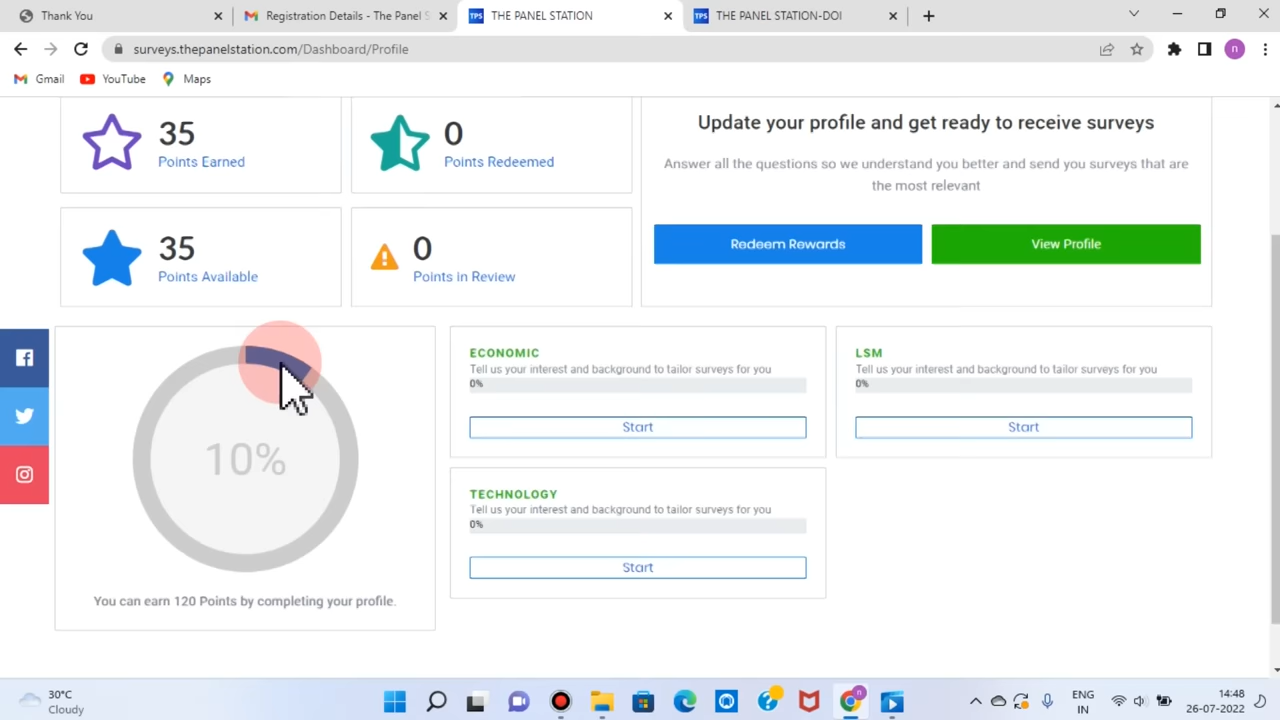 Thank You
Registration Details - The Panel S
TPS THE PANEL STATION
TPS THE PANEL STATION-DOI
surveys.thepanelstation.com/Dashboard/Profile
n
Gmail
YouTube
Maps
35
Points Earned
0
Points Redeemed
Update your profile and get ready to receive surveys
Answer all the questions so we understand you better and send you surveys that are
the most relevant
35
Points Available
0
Points in Review
Redeem Rewards
View Profile
10%
You can earn 120 Points by completing your profile.
ECONOMIC
Tell us your interest and background to tailor surveys for you
0%
Start
LSM
Tell us your interest and background to tailor surveys for you
0%
Start
TECHNOLOGY
Tell us your interest and background to tailor surveys for you
0%
Start
30°C
Cloudy
n
ENG
IN
14:48
26-07-2022